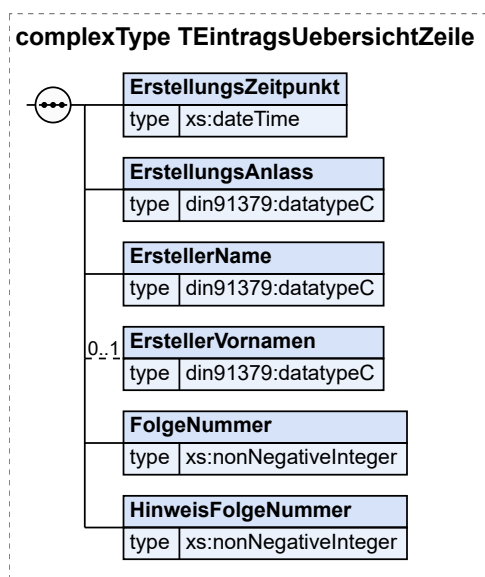 complexType TEintragsUebersichtZeile
ErstellungsZeitpunkt
type xs:dateTime
ErstellungsAnlass
type din91379:datatypeC
ErstellerName
type din91379:datatypeC
0..1 ErstellerVornamen
type din91379:datatypeC
FolgeNummer
type xs:nonNegativeInteger
HinweisFolgeNummer
type xs:nonNegativeInteger